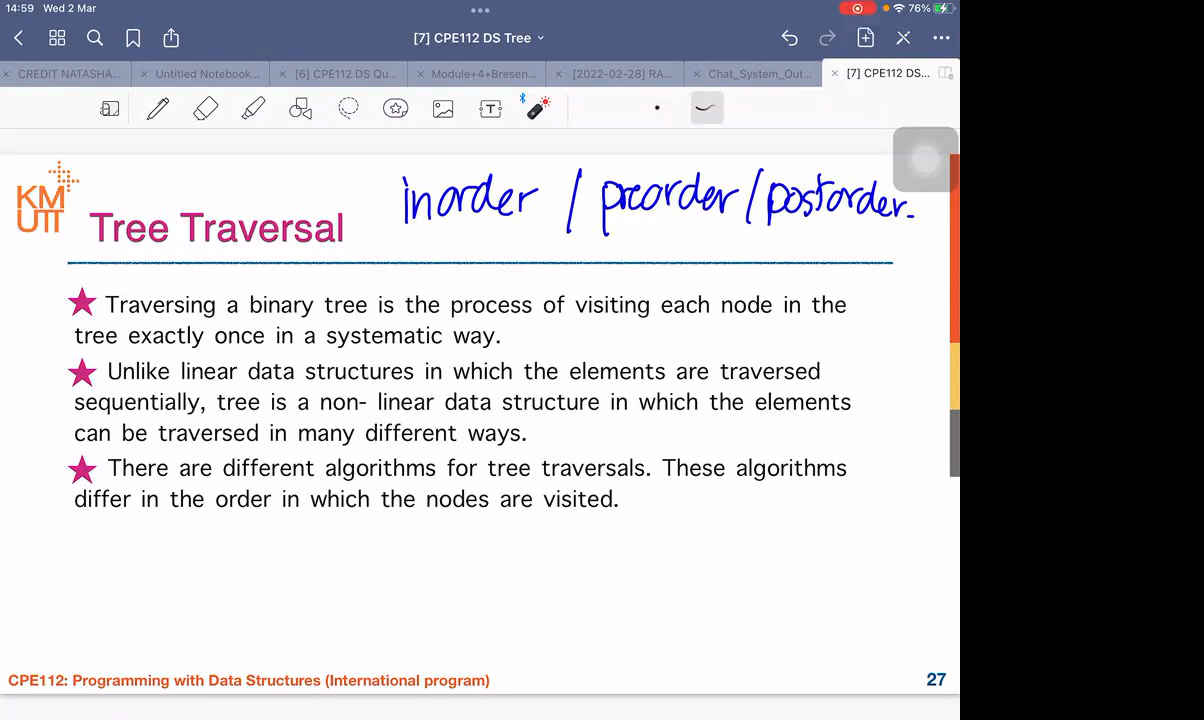 14:59 Wed 2 Mar
76%
[7] CPE112 DS Tree
CREDIT NATASHA...
Untitled Notebook...
[6] CPE112 DS Qu...
Module+4+Bresen...
[2022-02-28] RA...
Chat_System_Out...
[7] CPE112 DS...
T
inorder / preorder / postorder.
KM
UTT
Tree Traversal
Traversing a binary tree is the process of visiting each node in the
tree exactly once in a systematic way.
Unlike linear data structures in which the elements are traversed
sequentially, tree is a non- linear data structure in which the elements
can be traversed in many different ways.
There are different algorithms for tree traversals. These algorithms
differ in the order in which the nodes are visited.
CPE112: Programming with Data Structures (International program)
27